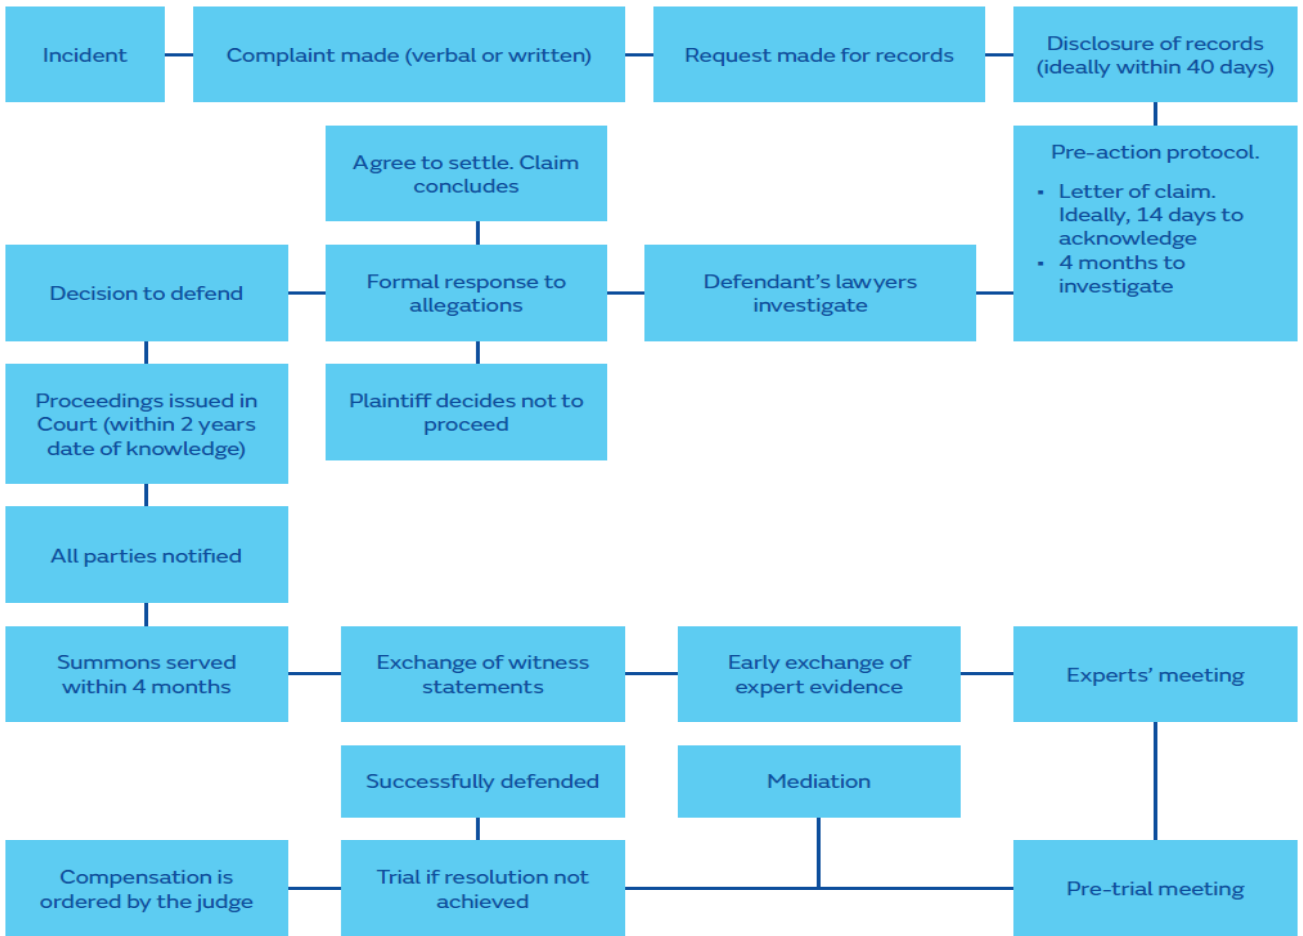 Incident
Complaint made (verbal or written)
Request made for records
Disclosure of records
(ideally within 40 days)
Agree to settle. Claim
concludes
Pre-action protocol.
▪ Letter of claim.
Ideally, 14 days to
acknowledge
▪ 4 months to
investigate
Decision to defend
Formal response to
allegations
Defendant’s lawyers
investigate
Proceedings issued in
Court (within 2 years
date of knowledge)
Plaintiff decides not to
proceed
All parties notified
Summons served
within 4 months
Exchange of witness
statements
Early exchange of
expert evidence
Experts’ meeting
Successfully defended
Mediation
Compensation is
ordered by the judge
Trial if resolution not
achieved
Pre-trial meeting